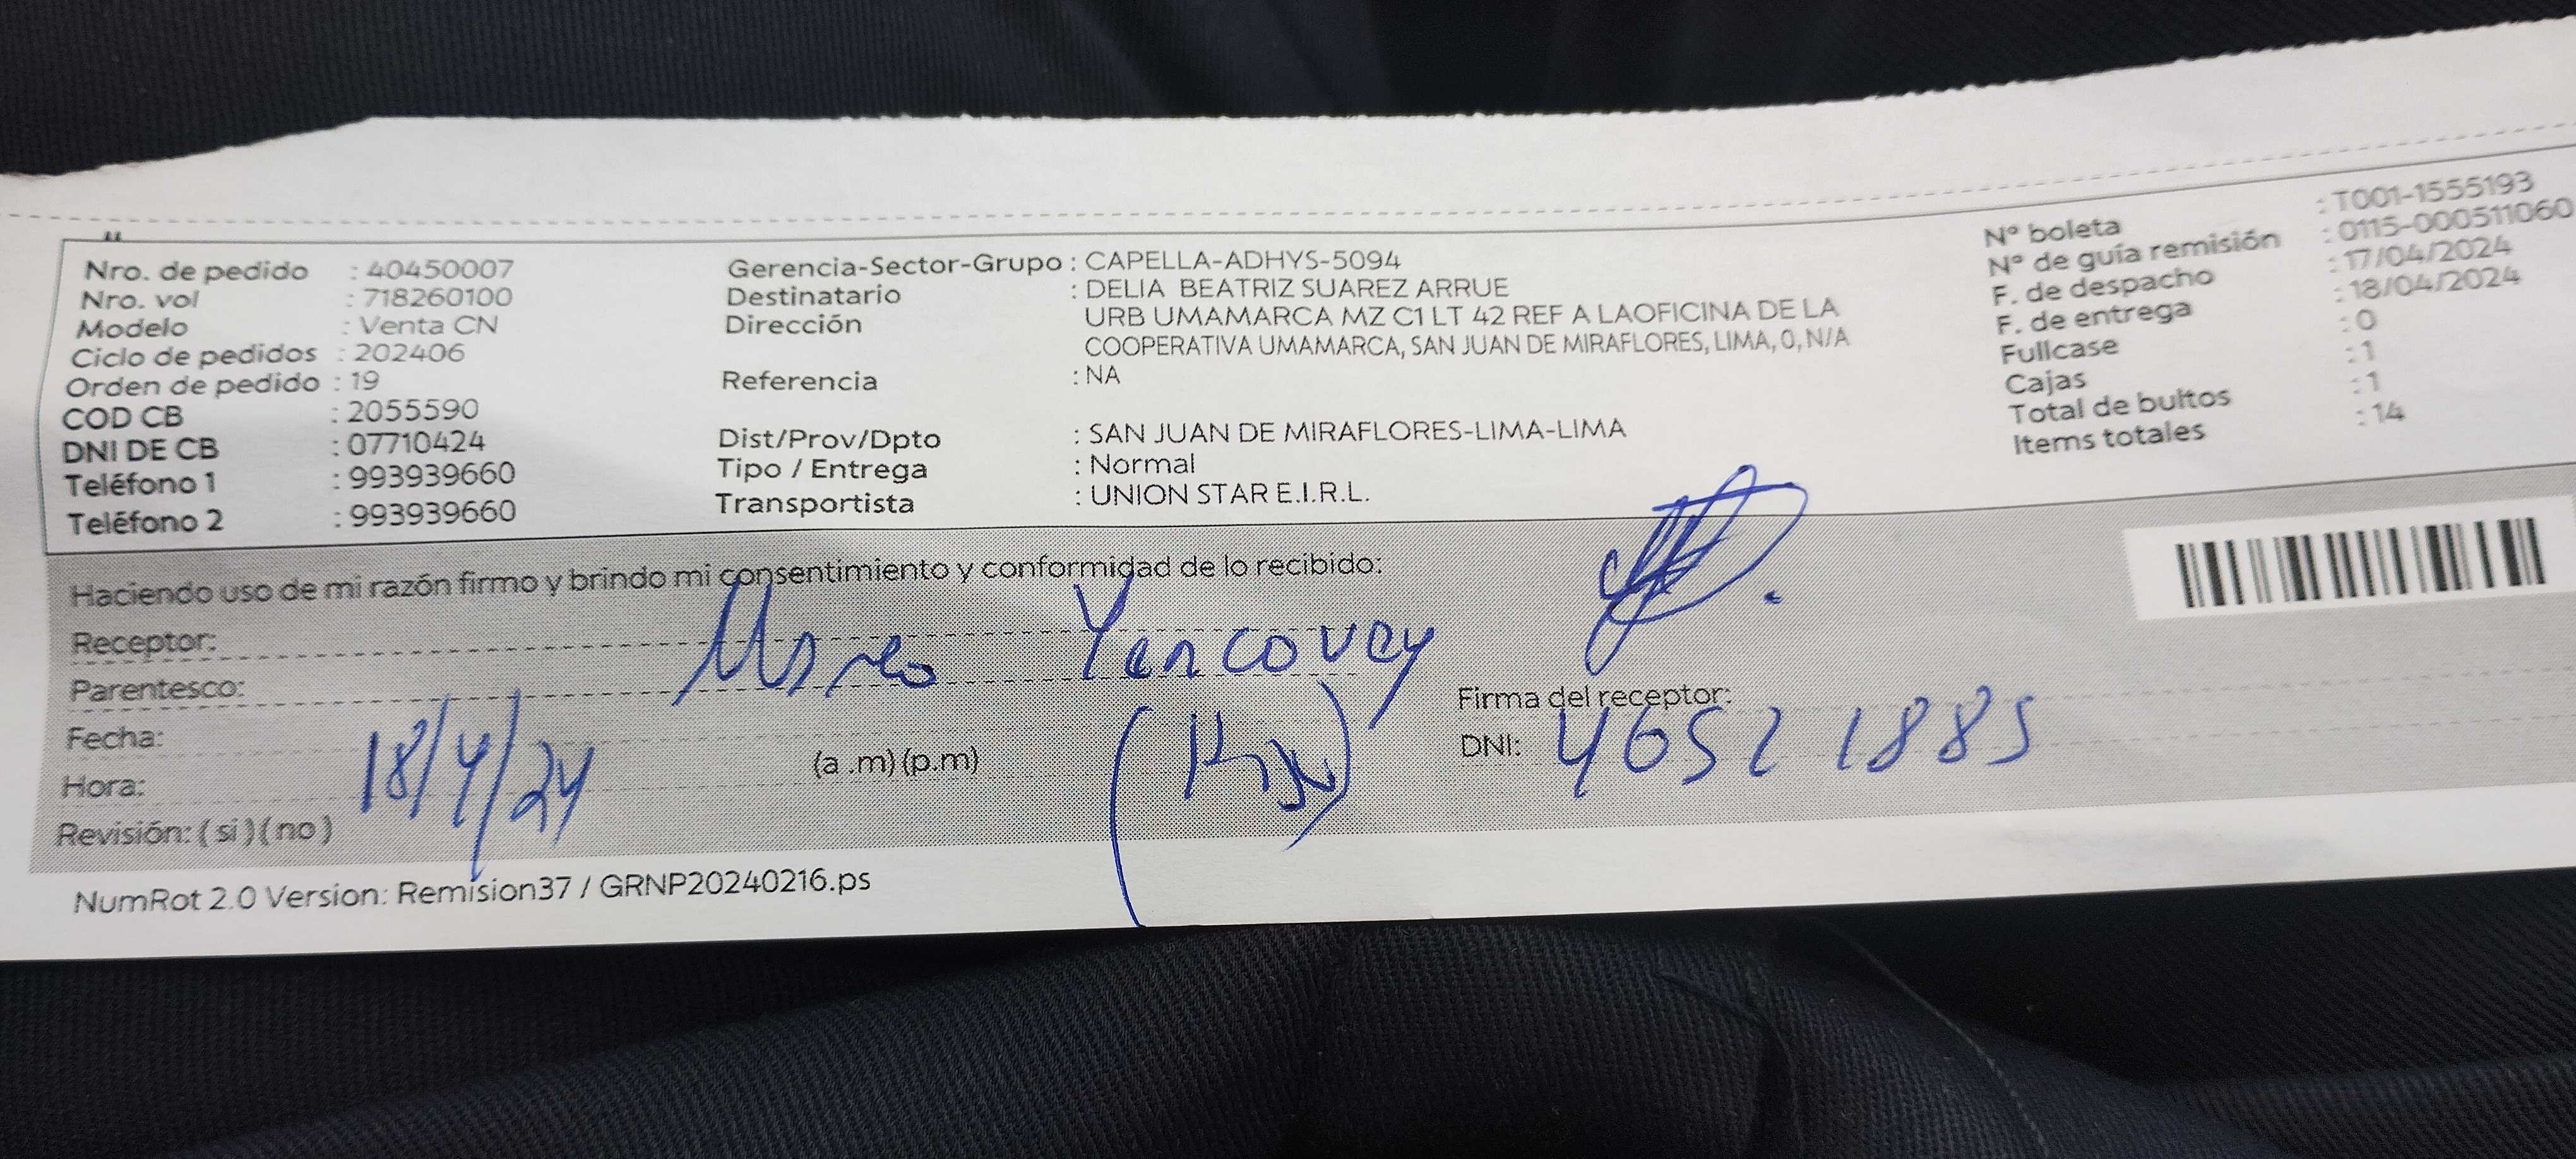 Nro. de pedido : 40450007
Nro. vol : 718260100
Modelo : Venta CN
Ciclo de pedidos : 202406
Orden de pedido : 19
COD CB : 2055590
DNI DE CB : 07710424
Teléfono 1 : 993939660
Teléfono 2 : 993939660
Gerencia-Sector-Grupo : CAPELLA-ADHYS-5094
Destinatario : DELIA BEATRIZ SUAREZ ARRUE
Dirección URB UMAMARCA MZ C1 LT 42 REF A LAOFICINA DE LA
COOPERATIVA UMAMARCA, SAN JUAN DE MIRAFLORES, LIMA, 0, N/A
Referencia : NA
Dist/Prov/Dpto : SAN JUAN DE MIRAFLORES-LIMA-LIMA
Tipo / Entrega : Normal
Transportista : UNION STAR E.I.R.L.
Nº boleta : T001-1555193
Nº de guía remisión : 0115-000511060
F. de despacho : 17/04/2024
F. de entrega : 18/04/2024
Fullcase : 0
Cajas : 1
Total de bultos : 1
Items totales : 14
Haciendo uso de mi razón firmo y brindo mi consentimiento y conformidad de lo recibido:
Receptor:
Parentesco:
Fecha: 18/4/24
Hora: (a .m) (p.m)
Revisión: ( si ) ( no )
Firma del receptor:
DNI: 46521885
NumRot 2.0 Version: Remision37 / GRNP20240216.ps